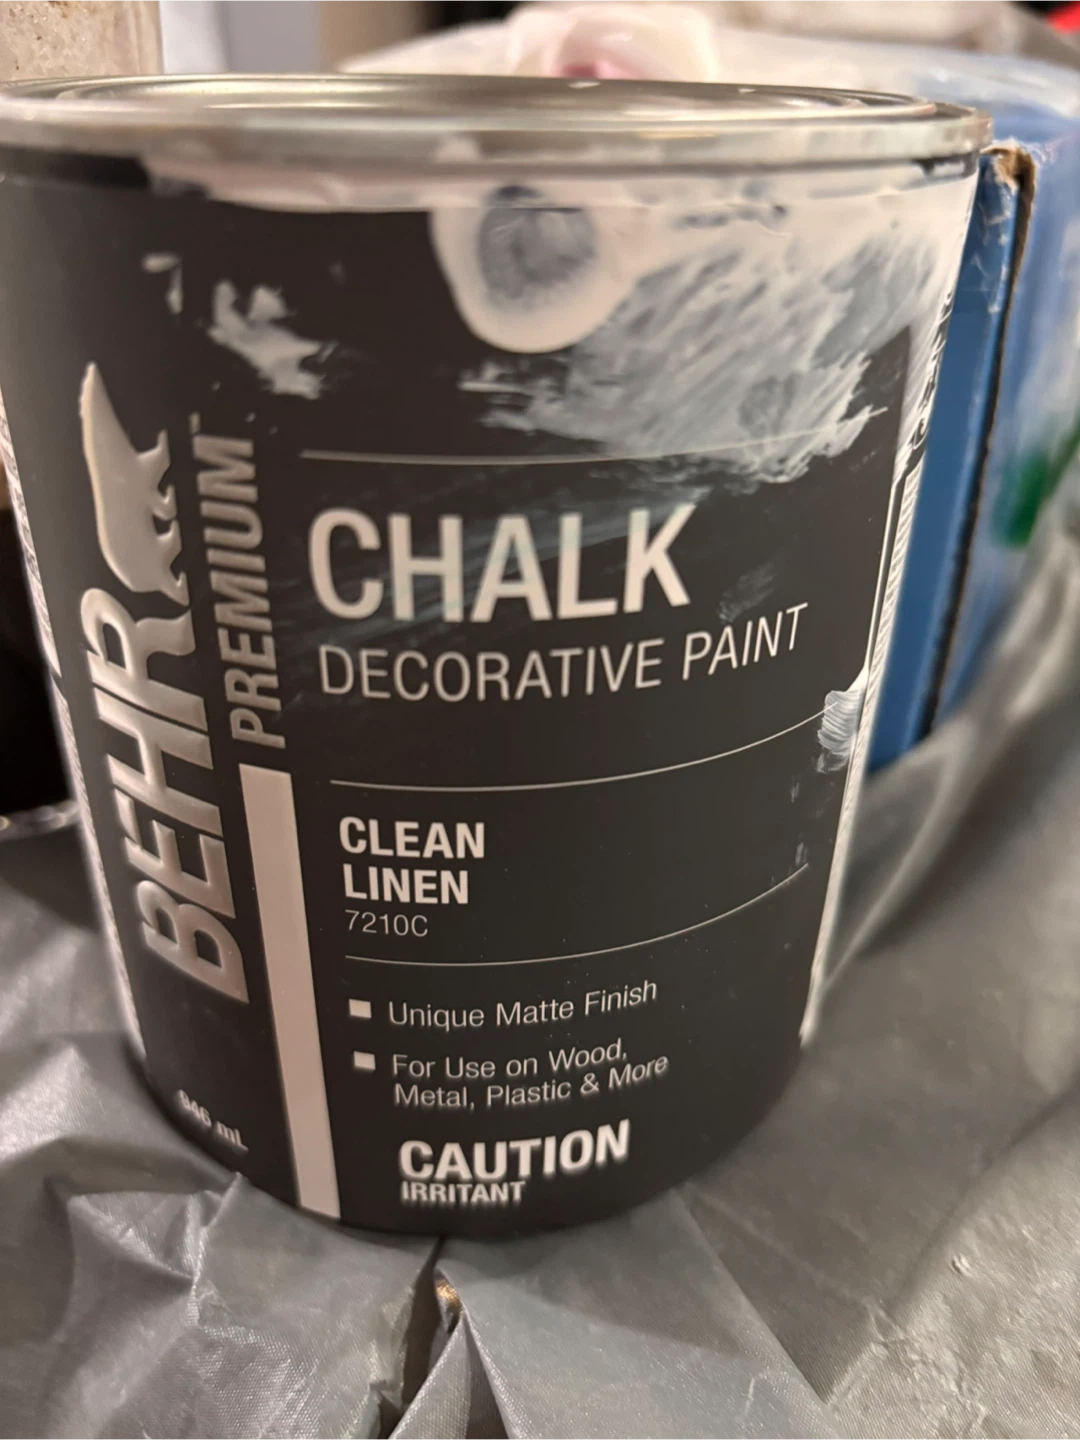 BEHR
PREMIUM™
CHALK
DECORATIVE PAINT
CLEAN
LINEN
7210C
Unique Matte Finish
For Use on Wood,
Metal, Plastic & More
CAUTION
IRRITANT
946 mL